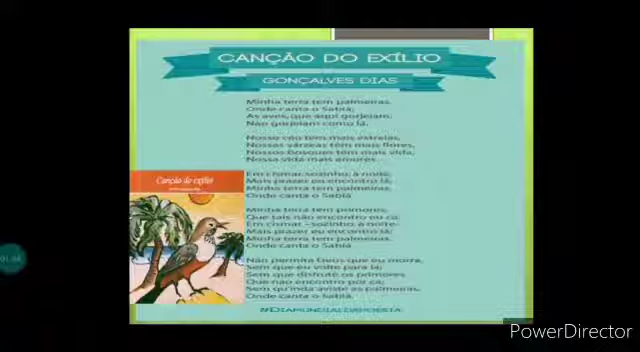 CANÇÃO DO EXÍLIO
GONÇALVES DIAS
Minha terra tem palmeiras,
Onde canta o Sabiá;
As aves, que aqui gorjeiam,
Não gorjeiam como lá.
Nosso céu tem mais estrelas,
Nossas várzeas têm mais flores,
Nossos bosques têm mais vida,
Nossa vida mais amores.
Em cismar, sozinho, à noite,
Mais prazer eu encontro lá;
Minha terra tem palmeiras,
Onde canta o Sabiá.
Minha terra tem primores,
Que tais não encontro eu cá;
Em cismar –sozinho, à noite–
Mais prazer eu encontro lá;
Minha terra tem palmeiras,
Onde canta o Sabiá.
Não permita Deus que eu morra,
Sem que eu volte para lá;
Sem que disfrute os primores
Que não encontro por cá;
Sem qu'inda aviste as palmeiras,
Onde canta o Sabiá.
#DIAMUNDIALDAPOESIA
Canção do exílio
PowerDirector